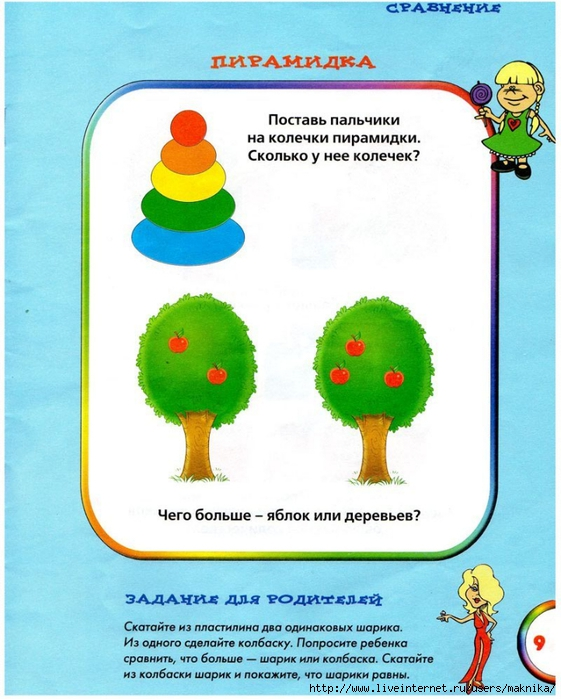 СРАВНЕНИЕ
ПИРАМИДКА
Поставь пальчики
на колечки пирамидки.
Сколько у нее колечек?
Чего больше – яблок или деревьев?
ЗАДАНИЕ ДЛЯ РОДИТЕЛЕЙ
Скатайте из пластилина два одинаковых шарика.
Из одного сделайте колбаску. Попросите ребенка
сравнить, что больше — шарик или колбаска. Скатайте
из колбаски шарик и покажите, что шарики равны.
9
http://www.liveinternet.ru/users/maknika/